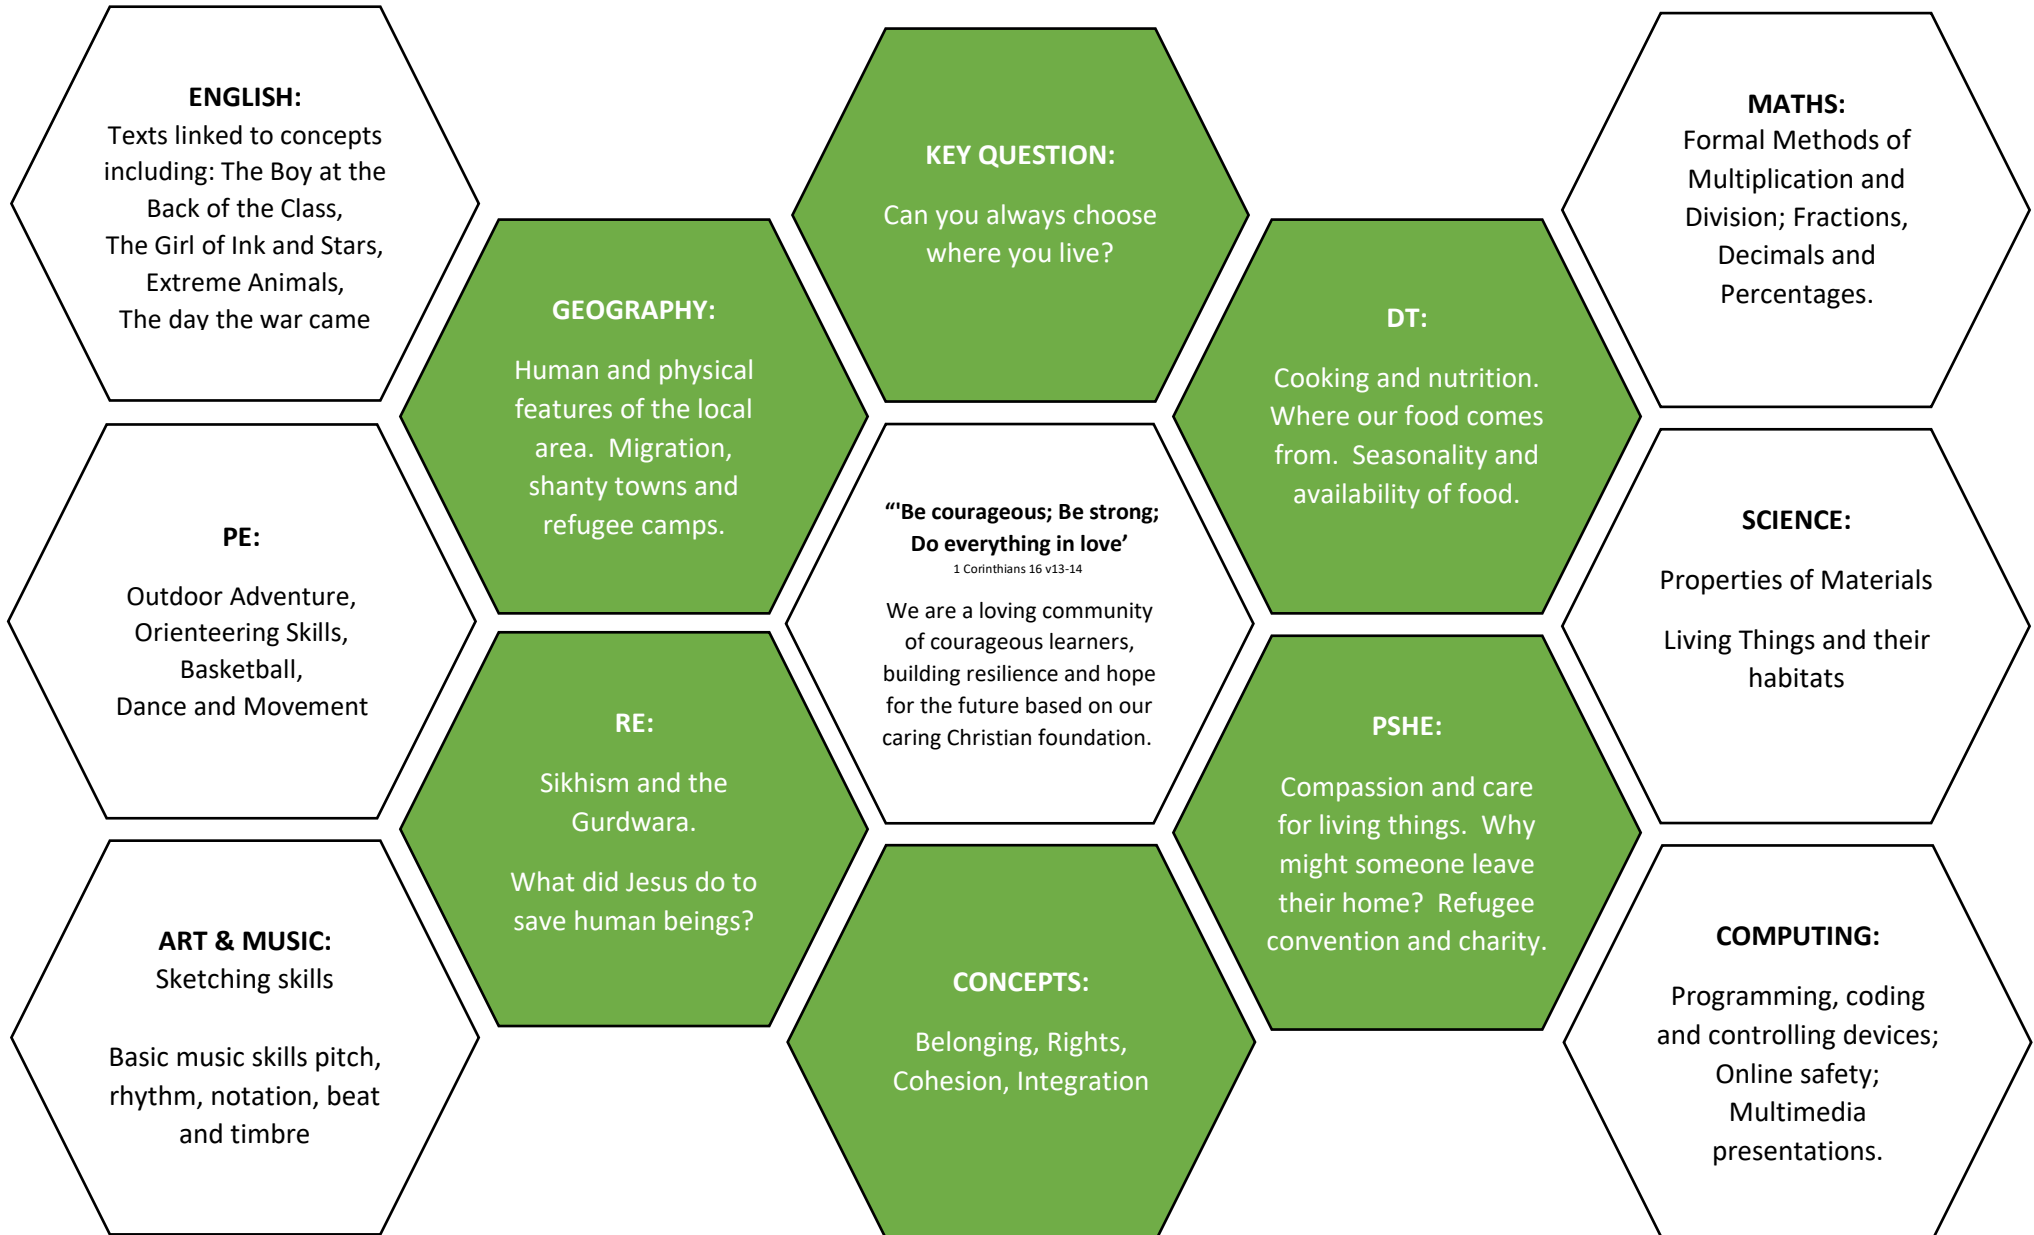 ENGLISH:
Texts linked to concepts
including: The Boy at the
Back of the Class,
The Girl of Ink and Stars,
Extreme Animals,
The day the war came
KEY QUESTION:
Can you always choose
where you live?
MATHS:
Formal Methods of
Multiplication and
Division; Fractions,
Decimals and
Percentages.
GEOGRAPHY:
Human and physical
features of the local
area.  Migration,
shanty towns and
refugee camps.
DT:
Cooking and nutrition.
Where our food comes
from.  Seasonality and
availability of food.
PE:
Outdoor Adventure,
Orienteering Skills,
Basketball,
Dance and Movement
“'Be courageous; Be strong;
Do everything in love’
1 Corinthians 16 v13-14
We are a loving community
of courageous learners,
building resilience and hope
for the future based on our
caring Christian foundation.
SCIENCE:
Properties of Materials
Living Things and their
habitats
RE:
Sikhism and the
Gurdwara.
What did Jesus do to
save human beings?
PSHE:
Compassion and care
for living things.  Why
might someone leave
their home?  Refugee
convention and charity.
ART & MUSIC:
Sketching skills
Basic music skills pitch,
rhythm, notation, beat
and timbre
CONCEPTS:
Belonging, Rights,
Cohesion, Integration
COMPUTING:
Programming, coding
and controlling devices;
Online safety;
Multimedia
presentations.